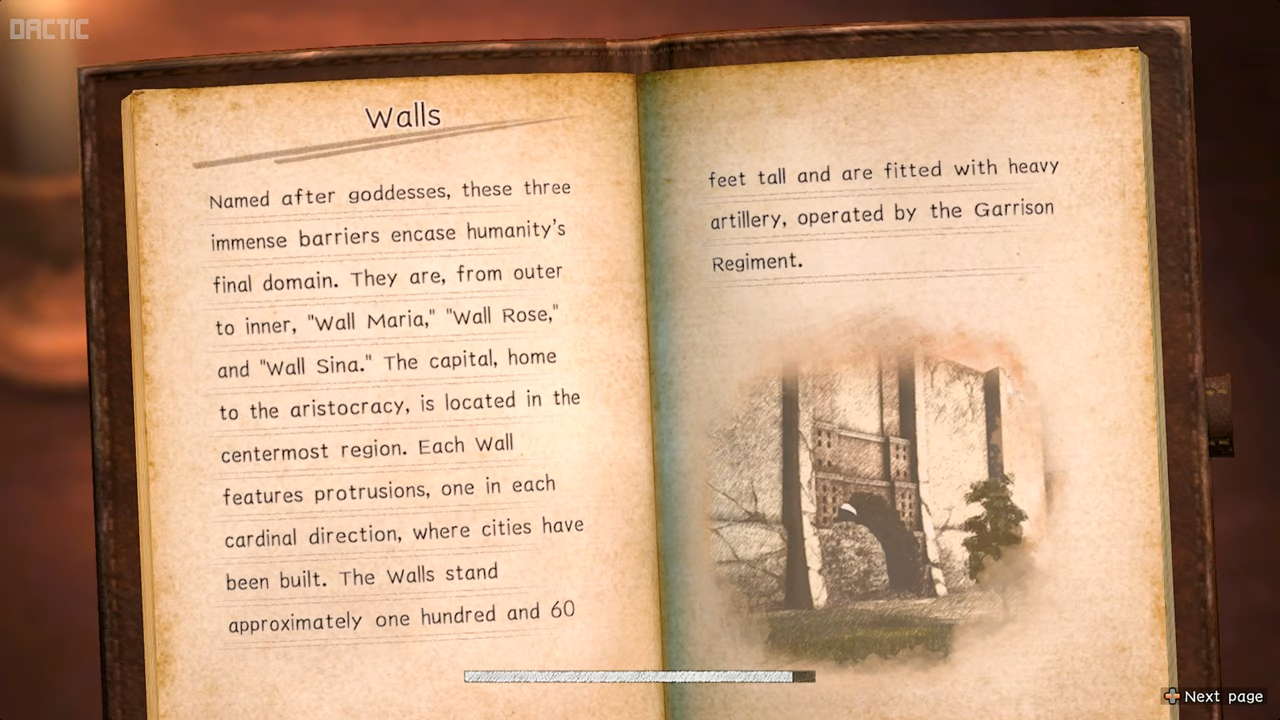 DACTIC
Walls
Named after goddesses, these three
immense barriers encase humanity's
final domain. They are, from outer
to inner, "Wall Maria," "Wall Rose,"
and "Wall Sina." The capital, home
to the aristocracy, is located in the
centermost region. Each Wall
features protrusions, one in each
cardinal direction, where cities have
been built. The Walls stand
approximately one hundred and 60
feet tall and are fitted with heavy
artillery, operated by the Garrison
Regiment.
Next page